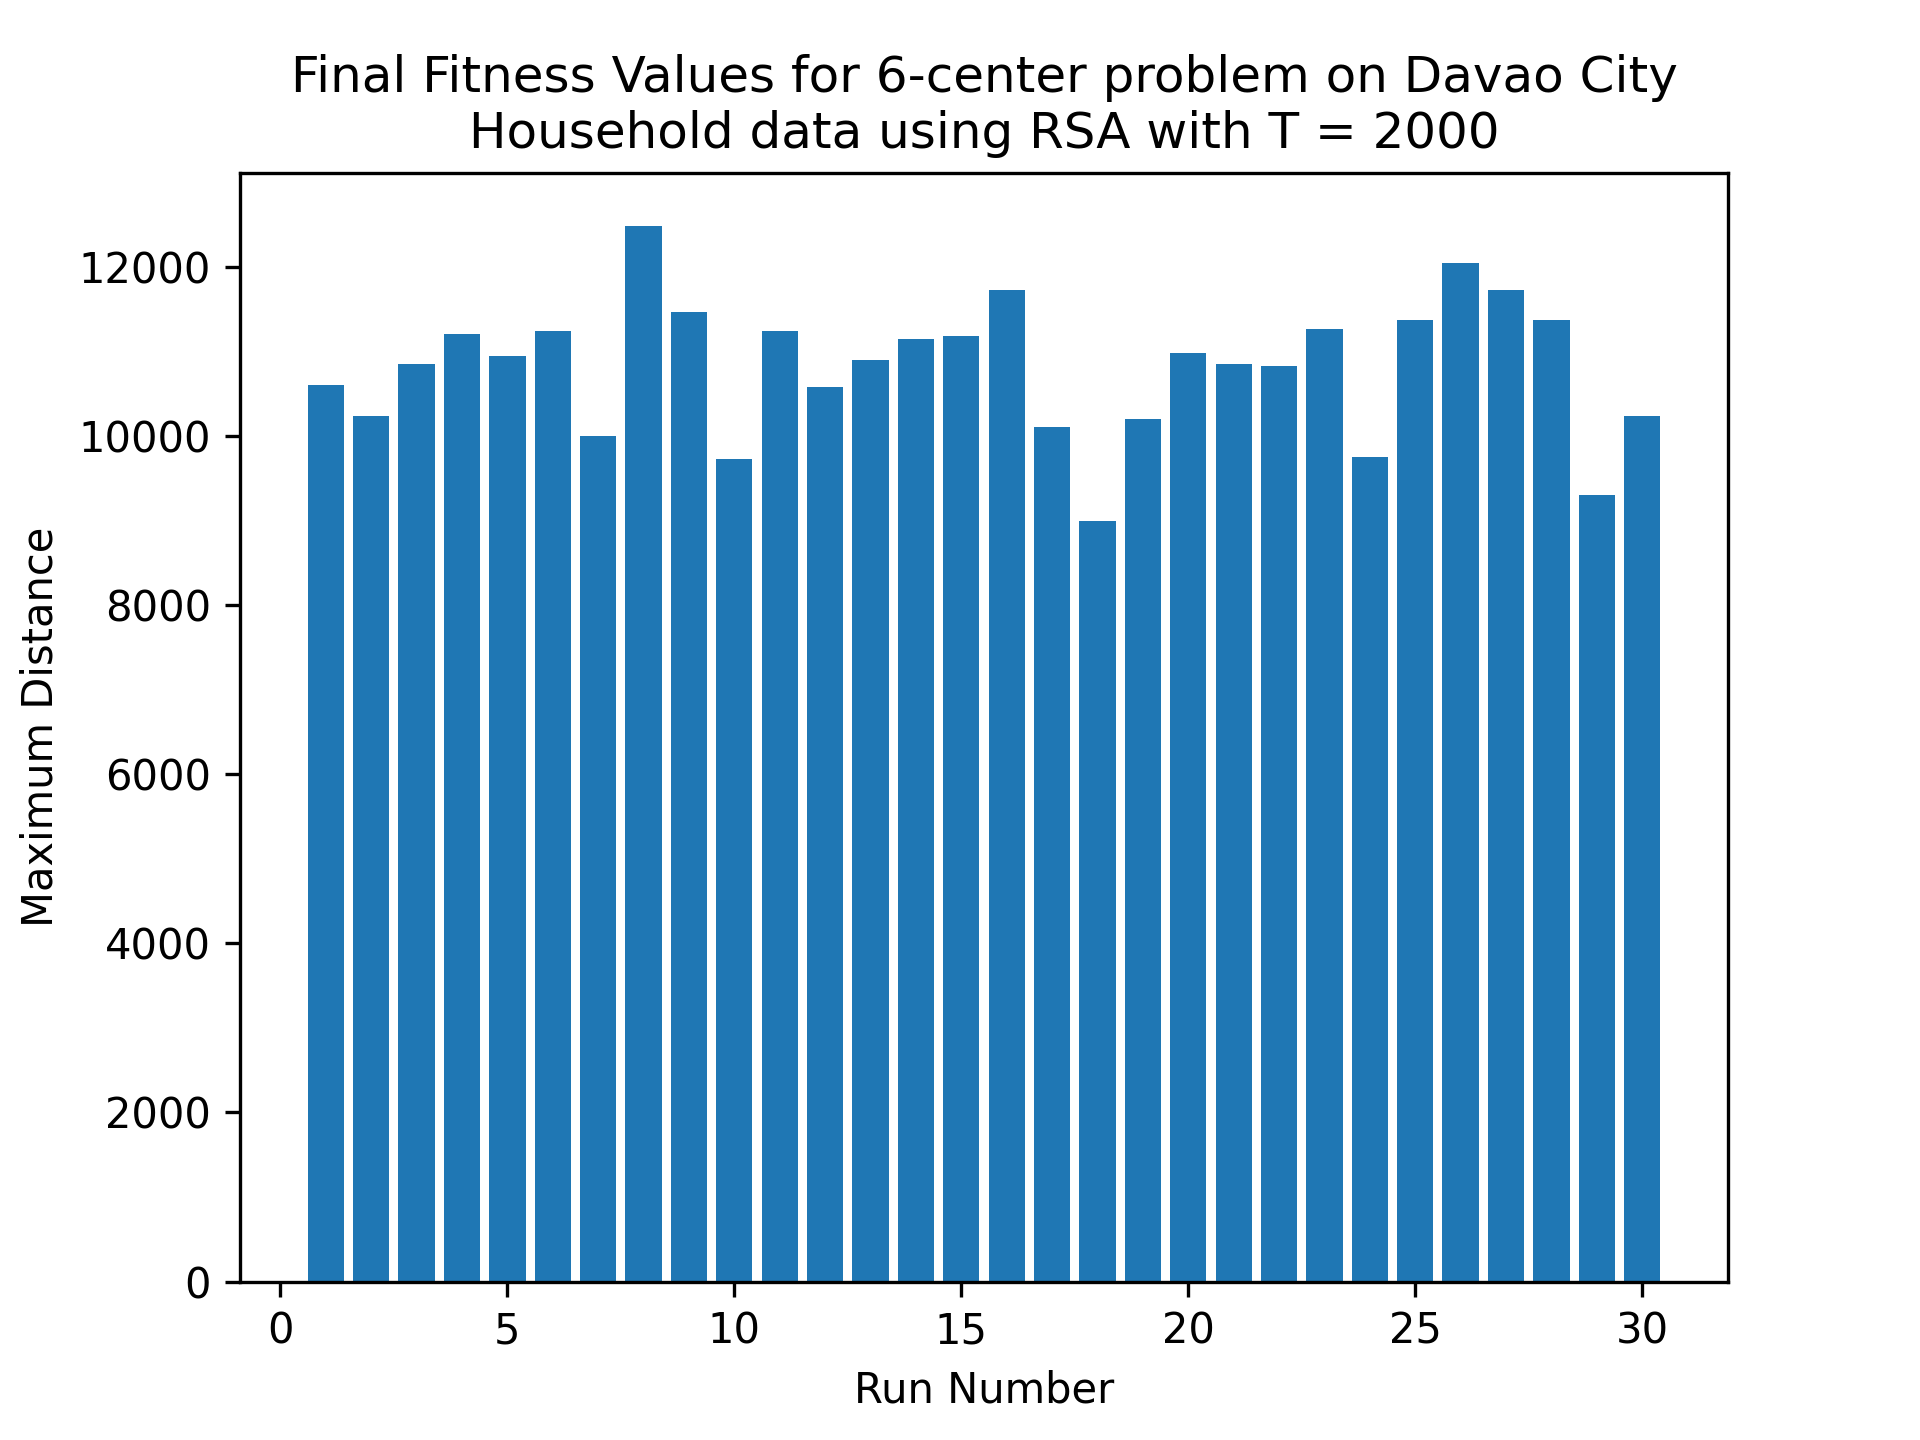 Final Fitness Values for 6-center problem on Davao City
Household data using RSA with T = 2000
12000
10000
8000
6000
4000
2000
0
Maximum Distance
0 5 10 15 20 25 30
Run Number